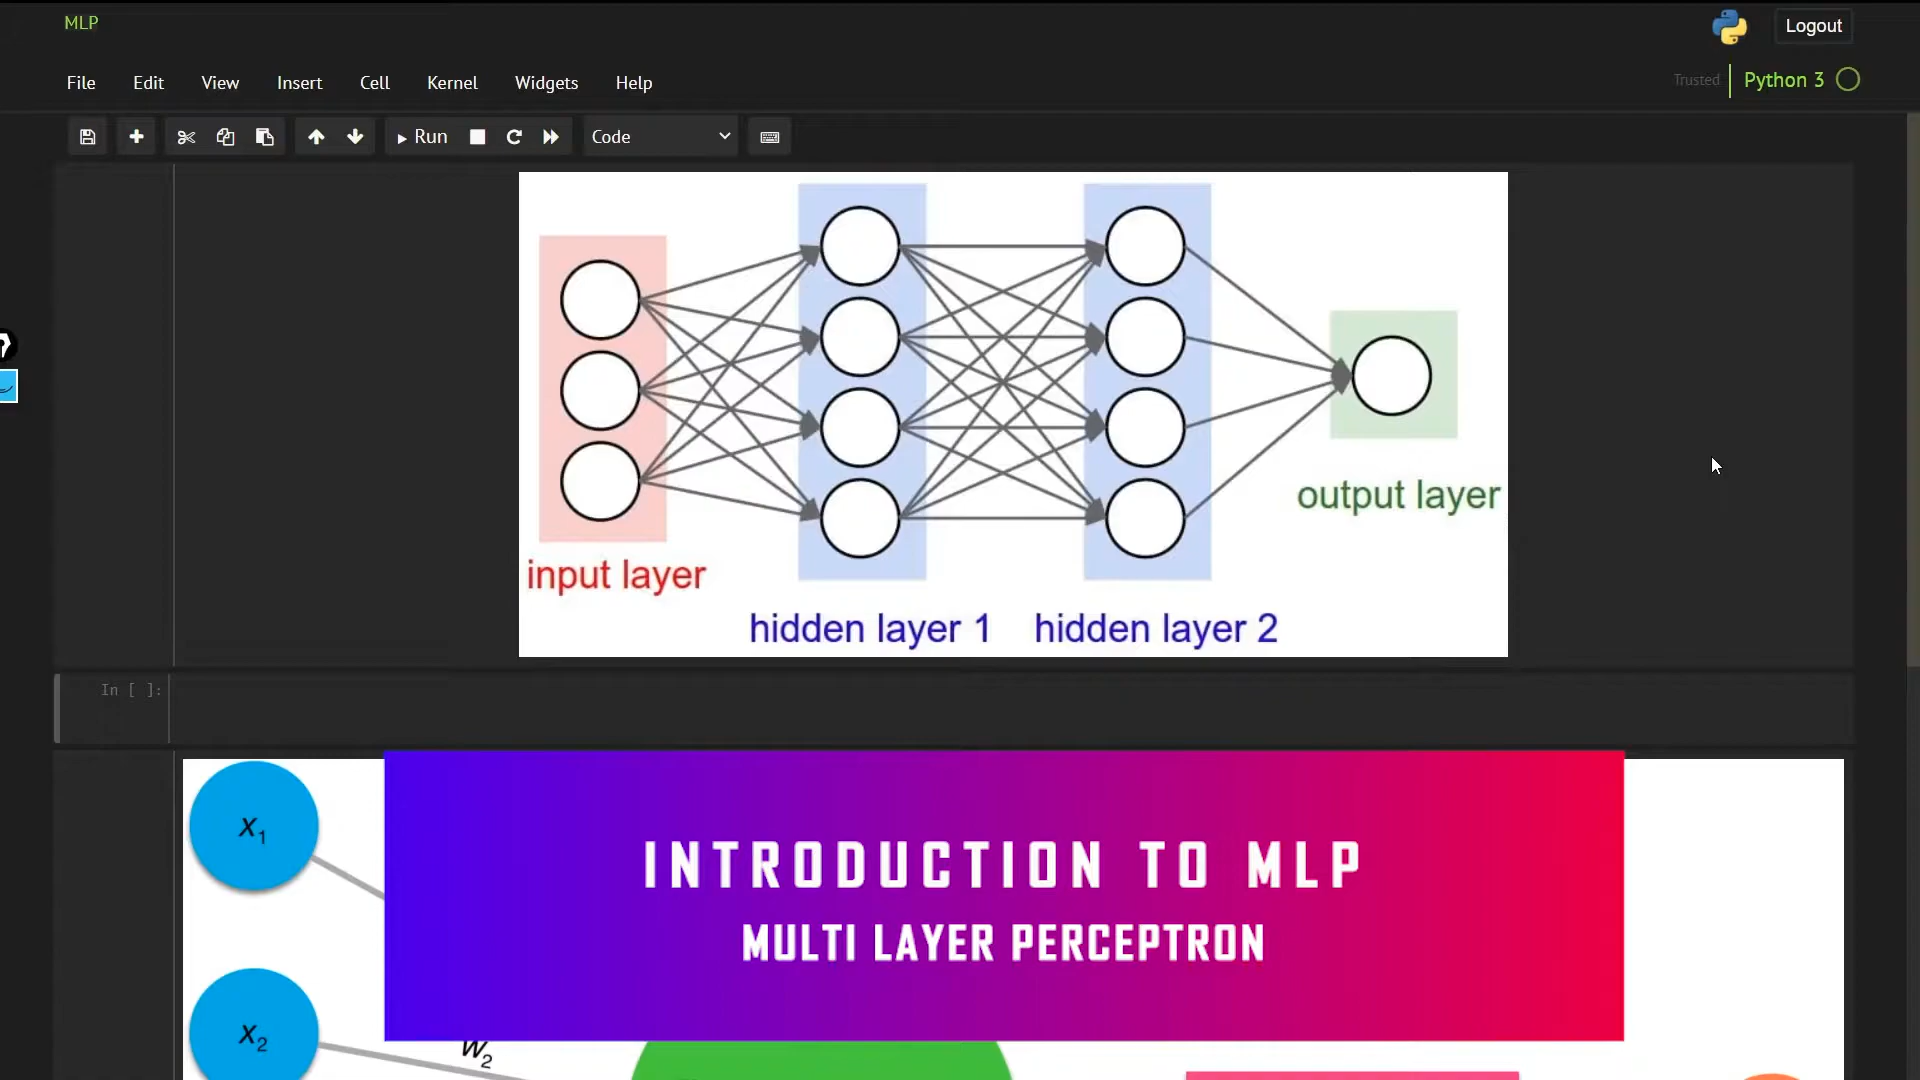 MLP
Logout
File Edit View Insert Cell Kernel Widgets Help
Trusted Python 3
Run Code
input layer
hidden layer 1
hidden layer 2
output layer
In [ ]:
x1
INTRODUCTION TO MLP
MULTI LAYER PERCEPTRON
x2
w2